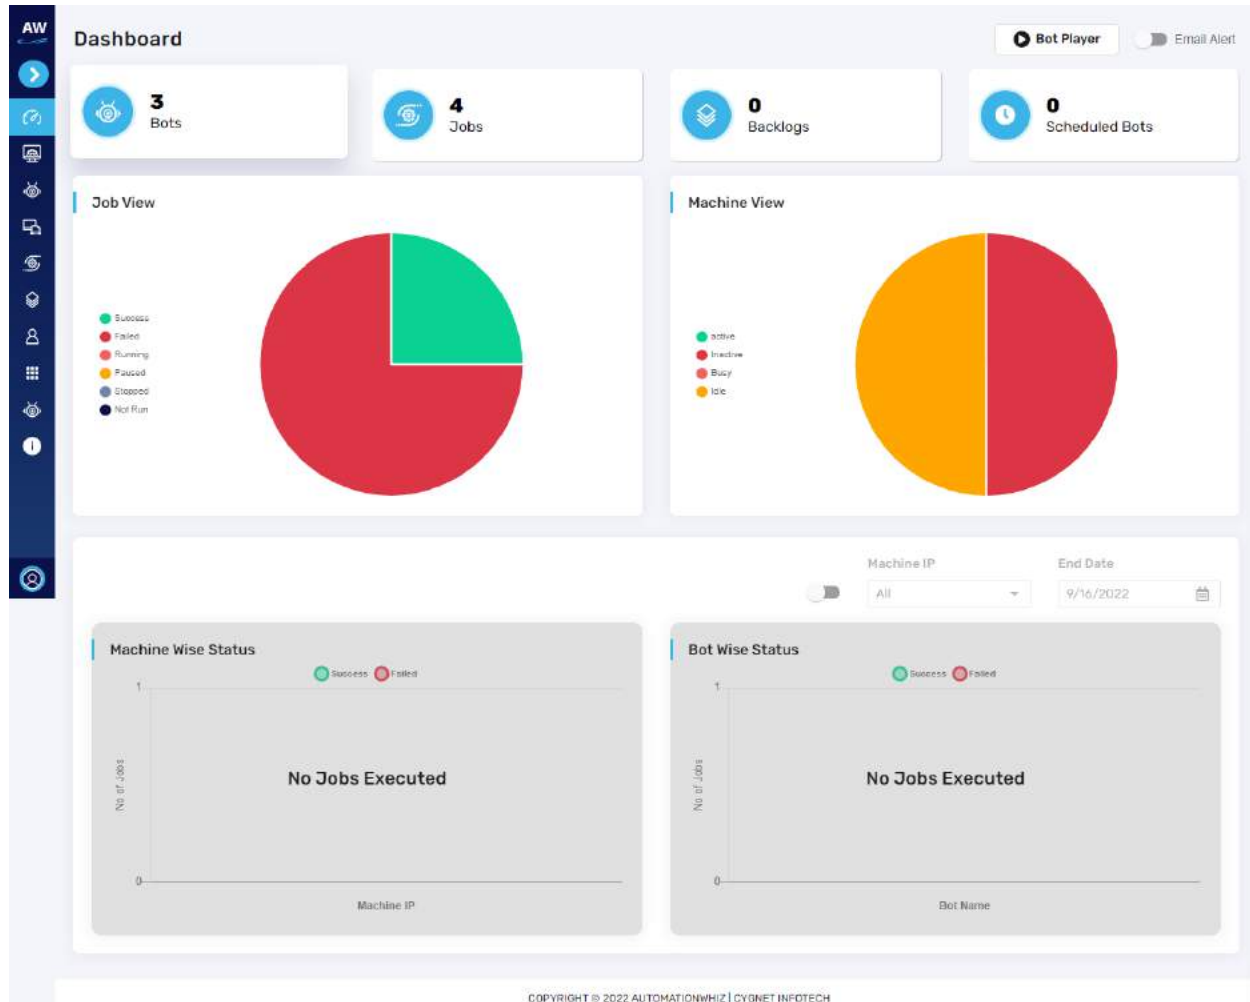 AW
Dashboard
Bot Player
Email Alert
3
Bots
4
Jobs
0
Backlogs
0
Scheduled Bots
Job View
Success
Failed
Running
Paused
Stopped
Not Run
Machine View
active
Inactive
Busy
Idle
Machine IP
End Date
All
9/16/2022
Machine Wise Status
Success Failed
1
No of Jobs
No Jobs Executed
0
Machine IP
Bot Wise Status
Success Failed
1
No of Jobs
No Jobs Executed
0
Bot Name
COPYRIGHT © 2022 AUTOMATIONWHIZ | CYGNET INFOTECH